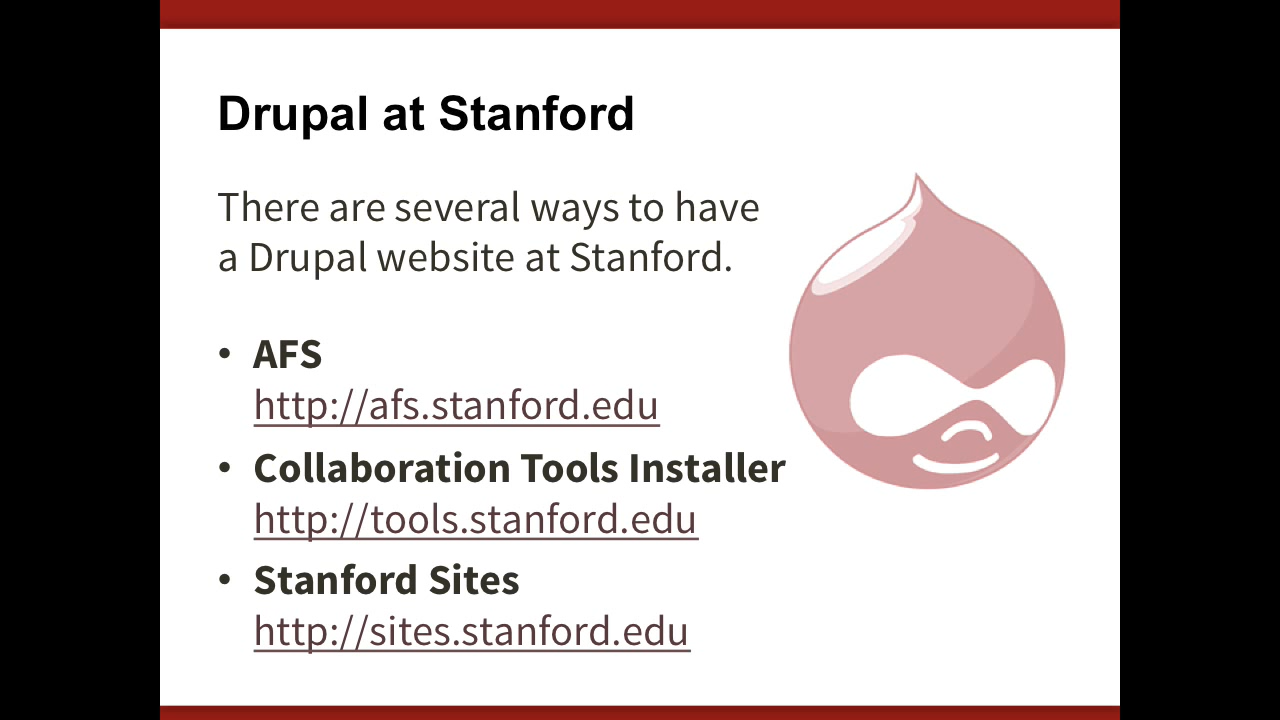 Drupal at Stanford
There are several ways to have
a Drupal website at Stanford.
• AFS
http://afs.stanford.edu
• Collaboration Tools Installer
http://tools.stanford.edu
• Stanford Sites
http://sites.stanford.edu